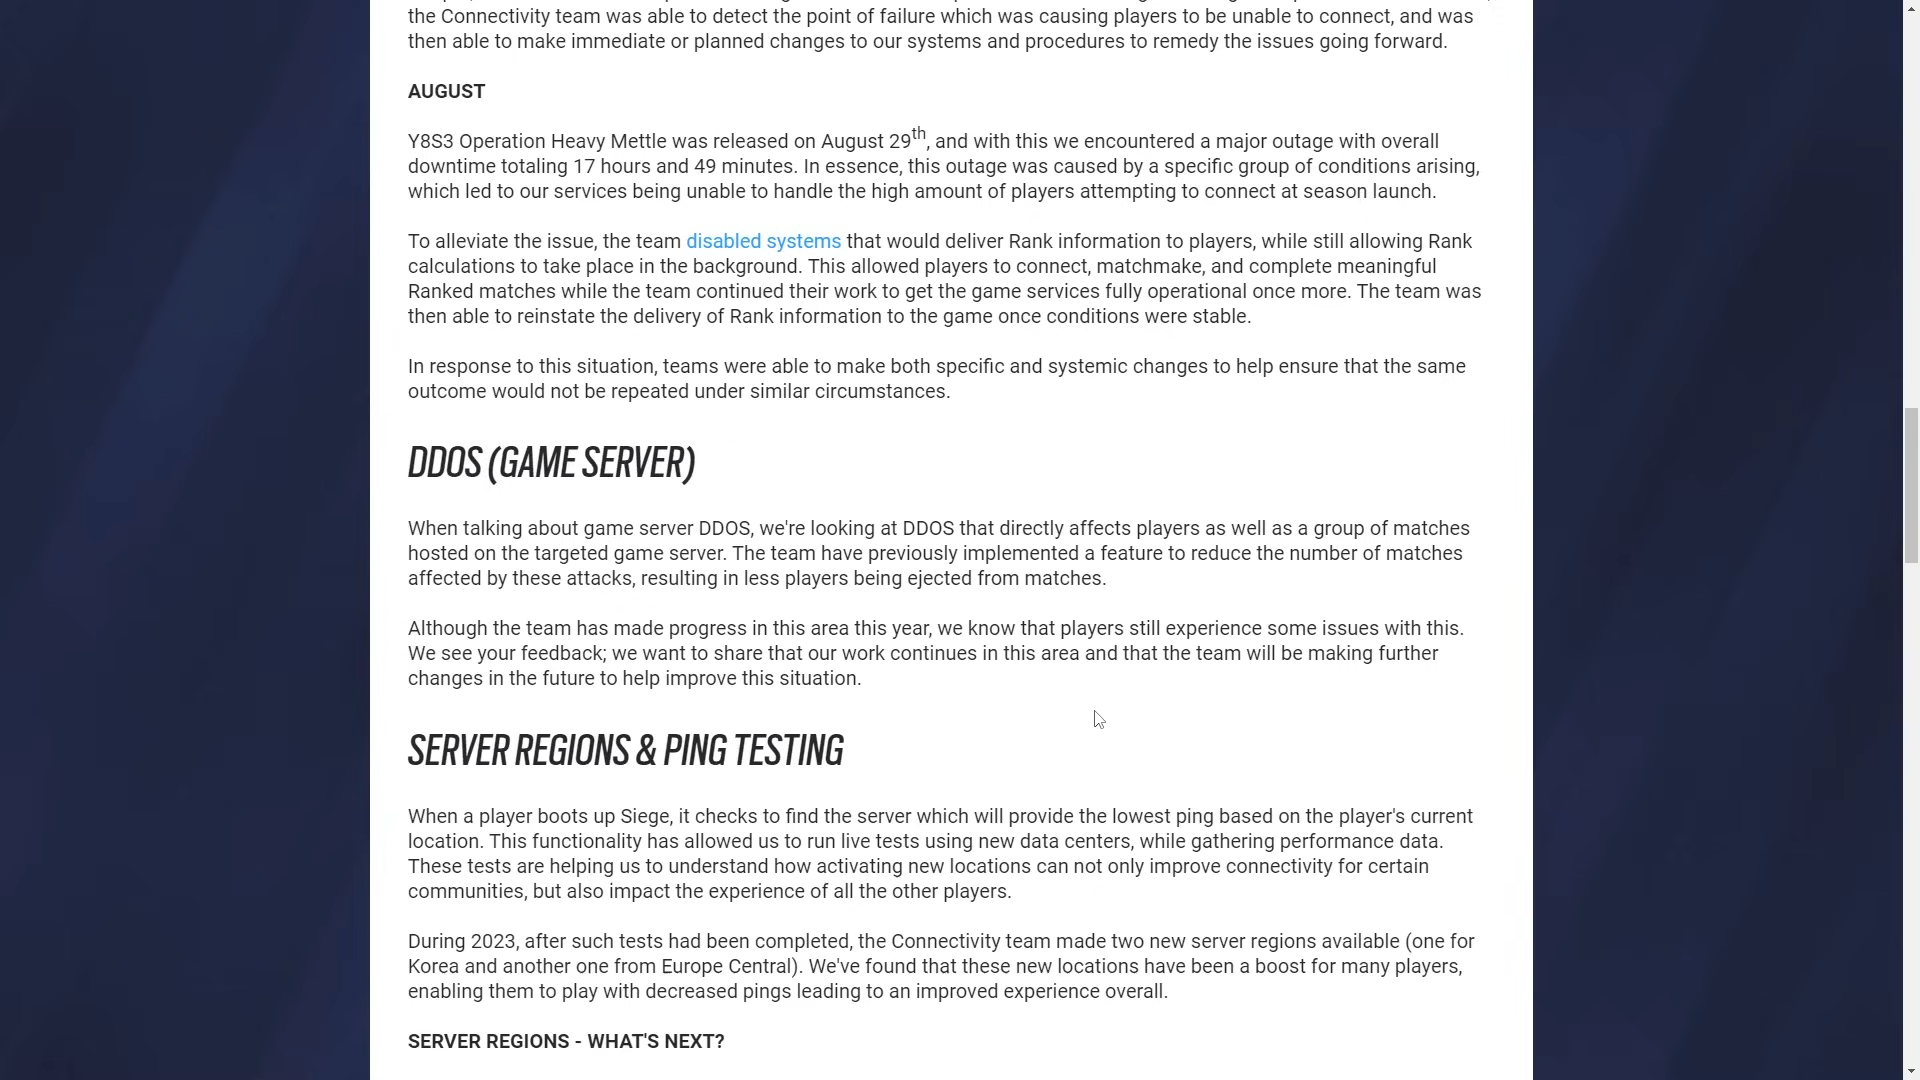 the Connectivity team was able to detect the point of failure which was causing players to be unable to connect, and was
then able to make immediate or planned changes to our systems and procedures to remedy the issues going forward.
AUGUST
Y8S3 Operation Heavy Mettle was released on August 29th, and with this we encountered a major outage with overall
downtime totaling 17 hours and 49 minutes. In essence, this outage was caused by a specific group of conditions arising,
which led to our services being unable to handle the high amount of players attempting to connect at season launch.
To alleviate the issue, the team disabled systems that would deliver Rank information to players, while still allowing Rank
calculations to take place in the background. This allowed players to connect, matchmake, and complete meaningful
Ranked matches while the team continued their work to get the game services fully operational once more. The team was
then able to reinstate the delivery of Rank information to the game once conditions were stable.
In response to this situation, teams were able to make both specific and systemic changes to help ensure that the same
outcome would not be repeated under similar circumstances.
DDOS (GAME SERVER)
When talking about game server DDOS, we're looking at DDOS that directly affects players as well as a group of matches
hosted on the targeted game server. The team have previously implemented a feature to reduce the number of matches
affected by these attacks, resulting in less players being ejected from matches.
Although the team has made progress in this area this year, we know that players still experience some issues with this.
We see your feedback; we want to share that our work continues in this area and that the team will be making further
changes in the future to help improve this situation.
SERVER REGIONS & PING TESTING
When a player boots up Siege, it checks to find the server which will provide the lowest ping based on the player's current
location. This functionality has allowed us to run live tests using new data centers, while gathering performance data.
These tests are helping us to understand how activating new locations can not only improve connectivity for certain
communities, but also impact the experience of all the other players.
During 2023, after such tests had been completed, the Connectivity team made two new server regions available (one for
Korea and another one from Europe Central). We've found that these new locations have been a boost for many players,
enabling them to play with decreased pings leading to an improved experience overall.
SERVER REGIONS - WHAT'S NEXT?